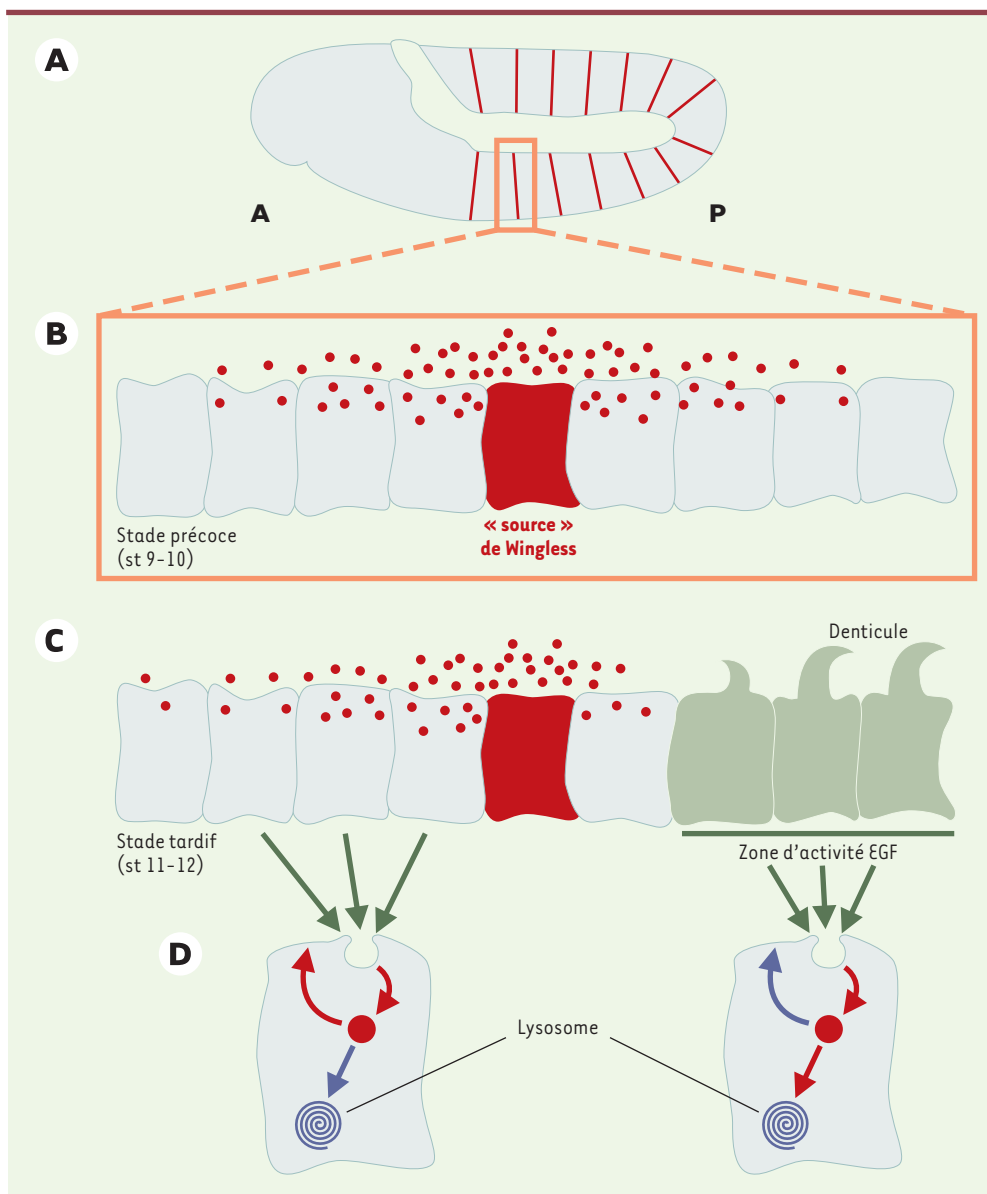 A
A
P
B
Stade précoce
(st 9-10)
« source »
de Wingless
C
Denticule
Stade tardif
(st 11-12)
Zone d'activité EGF
D
Lysosome